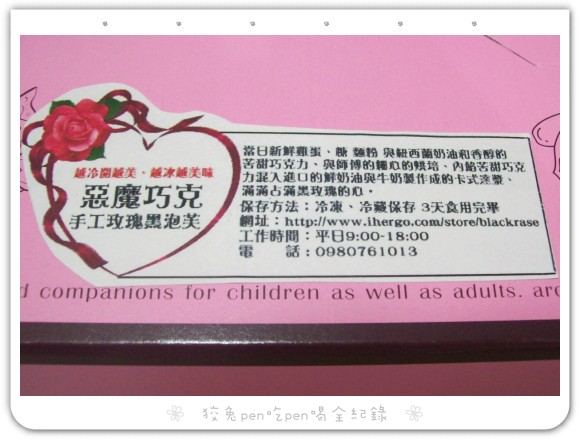 越冷開越美、越冰越美味
惡魔巧克
手工玫瑰黑泡芙
當日新鮮雞蛋、糖 麵粉 與紐西蘭奶油和香醇的
苦甜巧克力、與師傅的細心的烘培、內餡苦甜巧克
力混入進口的鮮奶油與牛奶製作成的卡式達漿、
滿滿占滿黑玫瑰的心。
保存方法：冷凍、冷藏保存 3天食用完畢
網址：http://www.ihergo.com/store/blackrase
工作時間：平日9:00-18:00
電　　話：0980761013
d companions for children as well as adults. are
狡兔pen吃pen喝全紀錄